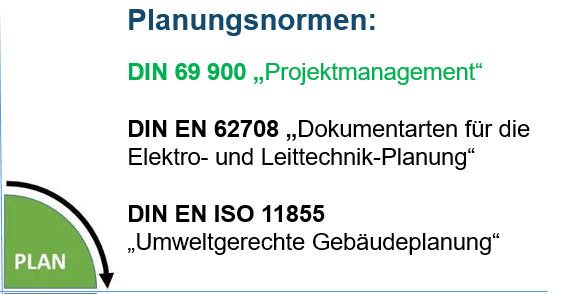 Planungsnormen:
DIN 69 900 „Projektmanagement“
DIN EN 62708 „Dokumentarten für die
Elektro- und Leittechnik-Planung“
DIN EN ISO 11855
„Umweltgerechte Gebäudeplanung“
PLAN